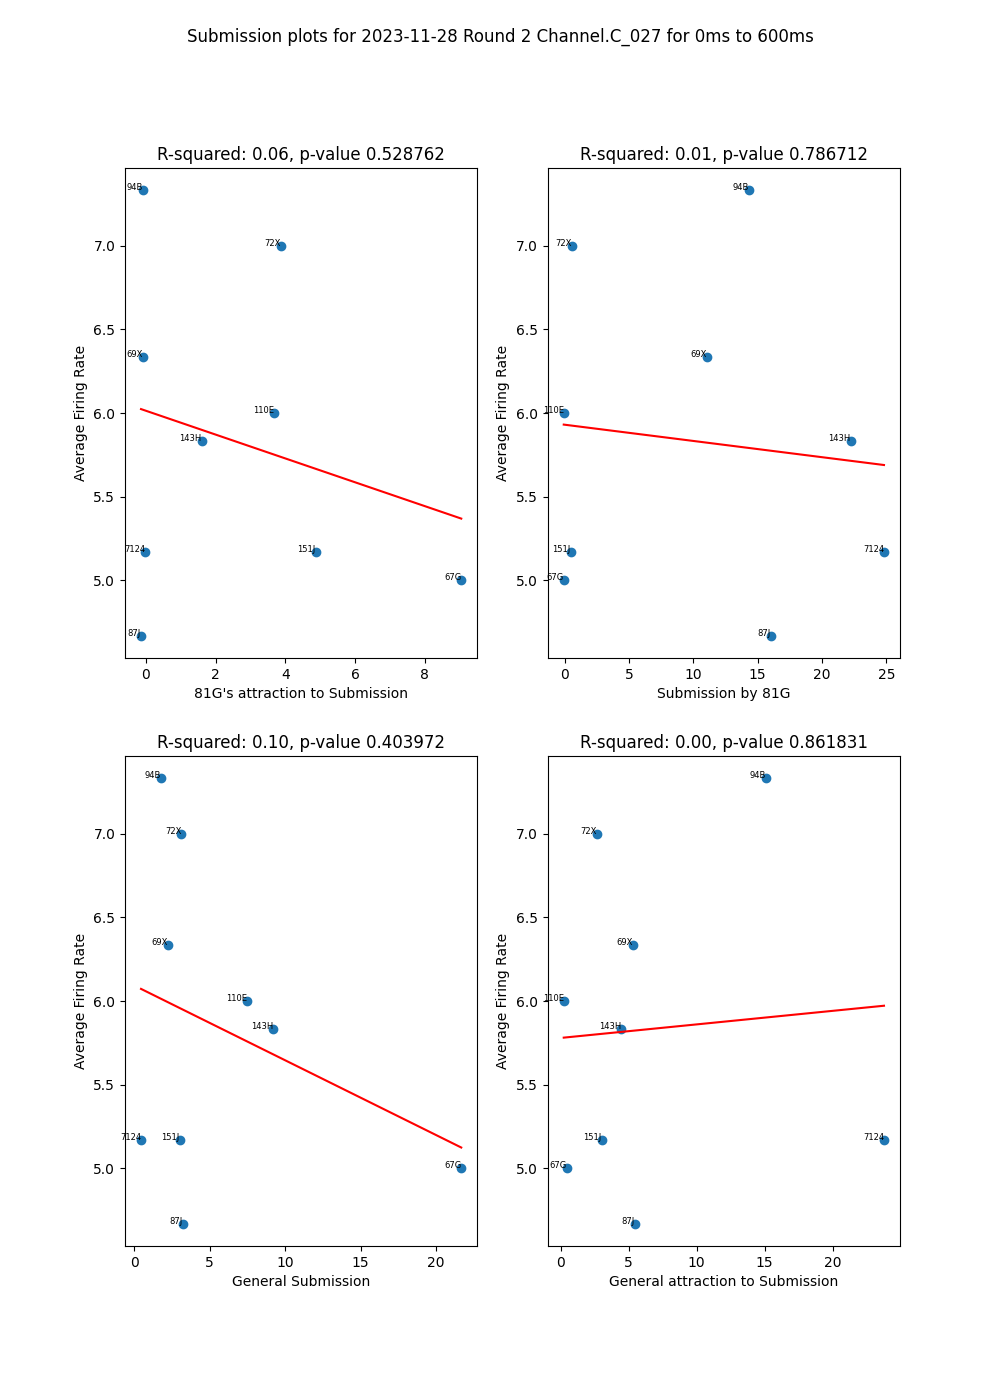 Submission plots for 2023-11-28 Round 2 Channel.C_027 for 0ms to 600ms
R-squared: 0.06, p-value 0.528762
Average Firing Rate
7.0
6.5
6.0
5.5
5.0
94B
72X
69X
110E
143H
7124
151J
67G
87J
0 2 4 6 8
81G's attraction to Submission
R-squared: 0.01, p-value 0.786712
Average Firing Rate
7.0
6.5
6.0
5.5
5.0
94B
72X
69X
110E
143H
151J
7124
67G
87J
0 5 10 15 20 25
Submission by 81G
R-squared: 0.10, p-value 0.403972
Average Firing Rate
7.0
6.5
6.0
5.5
5.0
94B
72X
69X
110E
143H
7124
151J
67G
87J
0 5 10 15 20
General Submission
R-squared: 0.00, p-value 0.861831
Average Firing Rate
7.0
6.5
6.0
5.5
5.0
94B
72X
69X
110E
143H
151J
7124
67G
87J
0 5 10 15 20
General attraction to Submission